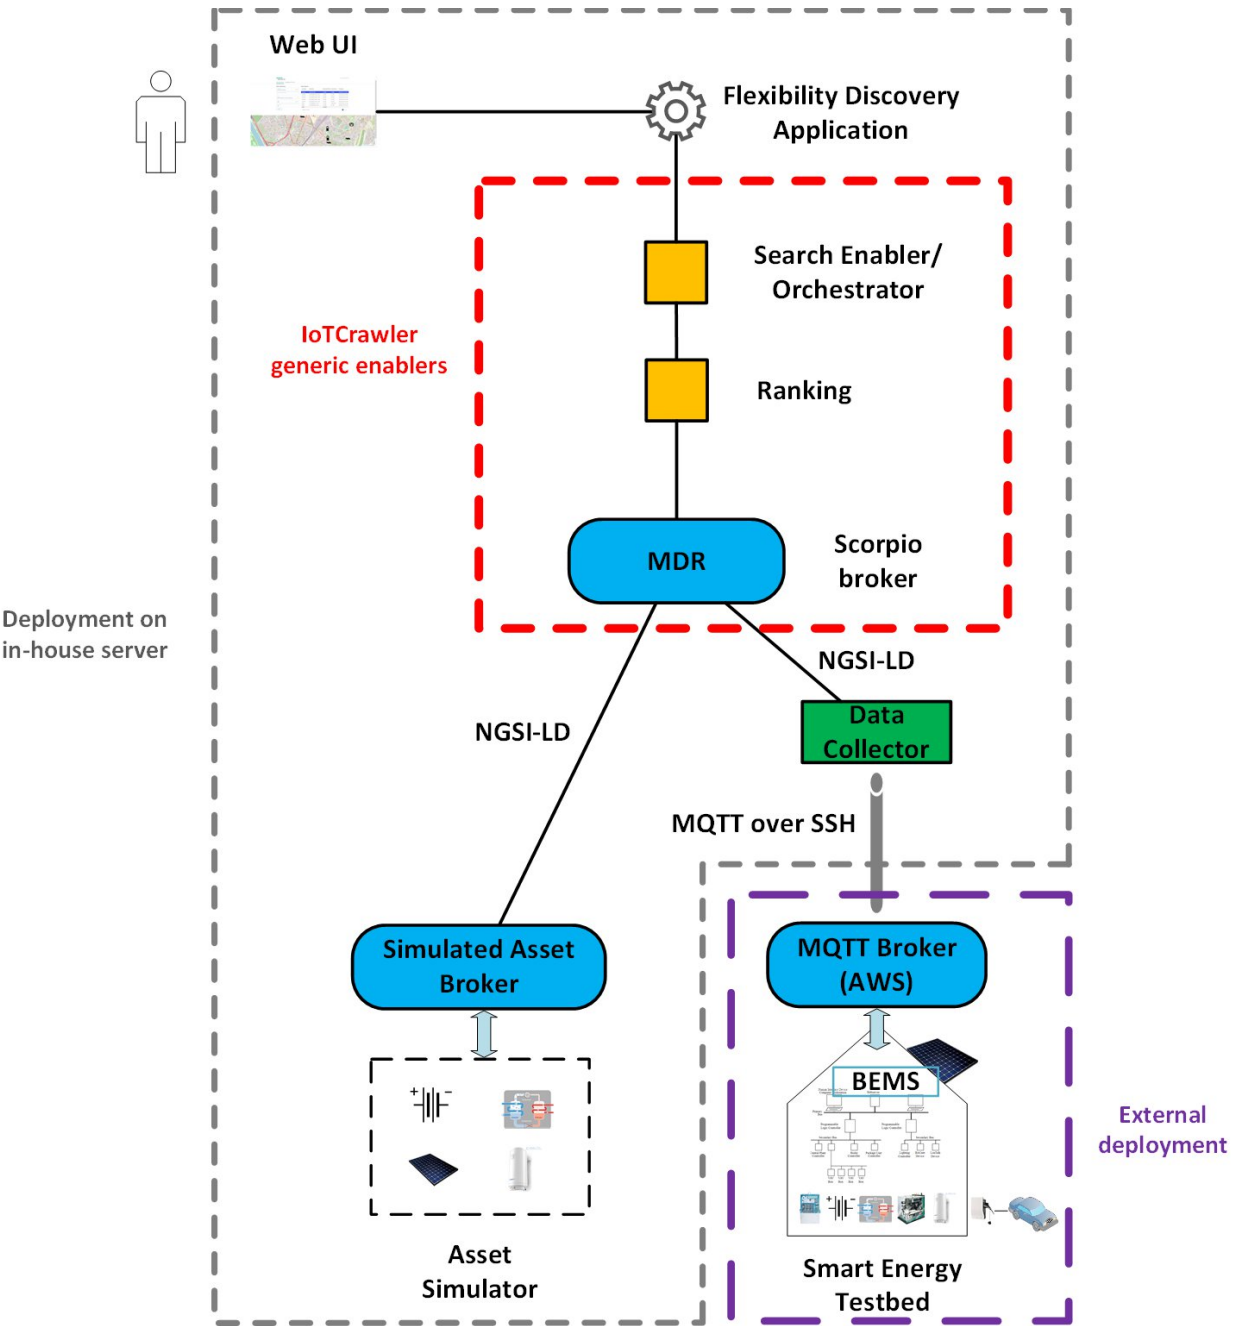 Web UI
Flexibility Discovery
Application
Search Enabler/
Orchestrator
IoTCrawler
generic enablers
Ranking
MDR
Scorpio
broker
Deployment on
in-house server
NGSI-LD
NGSI-LD
Data
Collector
MQTT over SSH
Simulated Asset
Broker
MQTT Broker
(AWS)
BEMS
External
deployment
Asset
Simulator
Smart Energy
Testbed